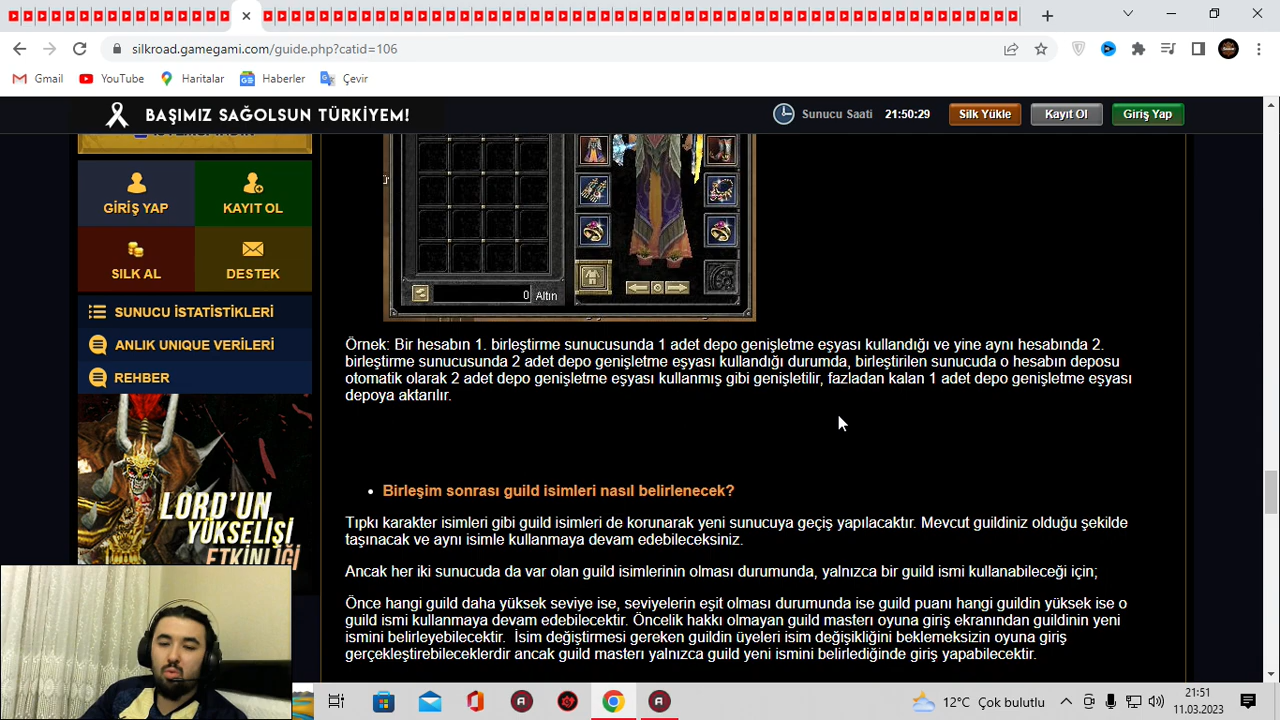 silkroad.gamegami.com/guide.php?catid=106
Gmail
YouTube
Haritalar
Haberler
Çevir
BAŞIMIZ SAĞOLSUN TÜRKİYEM!
Sunucu Saati 21:50:29
Silk Yükle
Kayıt Ol
Giriş Yap
GİRİŞ YAP
KAYIT OL
SILK AL
DESTEK
SUNUCU İSTATİSTİKLERİ
ANLIK UNIQUE VERİLERİ
REHBER
LORD'UN
YÜKSELİŞİ
ETKİNLİĞİ
0 Altın
Örnek: Bir hesabın 1. birleştirme sunucusunda 1 adet depo genişletme eşyası kullandığı ve yine aynı hesabında 2.
birleştirme sunucusunda 2 adet depo genişletme eşyası kullandığı durumda, birleştirilen sunucuda o hesabın deposu
otomatik olarak 2 adet depo genişletme eşyası kullanmış gibi genişletilir, fazladan kalan 1 adet depo genişletme eşyası
depoya aktarılır.
• Birleşim sonrası guild isimleri nasıl belirlenecek?
Tıpkı karakter isimleri gibi guild isimleri de korunarak yeni sunucuya geçiş yapılacaktır. Mevcut guildiniz olduğu şekilde
taşınacak ve aynı isimle kullanmaya devam edebileceksiniz.
Ancak her iki sunucuda da var olan guild isimlerinin olması durumunda, yalnızca bir guild ismi kullanabileceği için;
Önce hangi guild daha yüksek seviye ise, seviyelerin eşit olması durumunda ise guild puanı hangi guildin yüksek ise o
guild ismi kullanmaya devam edebilecektir. Öncelik hakkı olmayan guild masterı oyuna giriş ekranından guildinin yeni
ismini belirleyebilecektir. İsim değiştirmesi gereken guildin üyeleri isim değişikliğini beklemeksizin oyuna giriş
gerçekleştirebileceklerdir ancak guild masterı yalnızca guild yeni ismini belirlediğinde giriş yapabilecektir.
12°C Çok bulutlu
21:51
11.03.2023